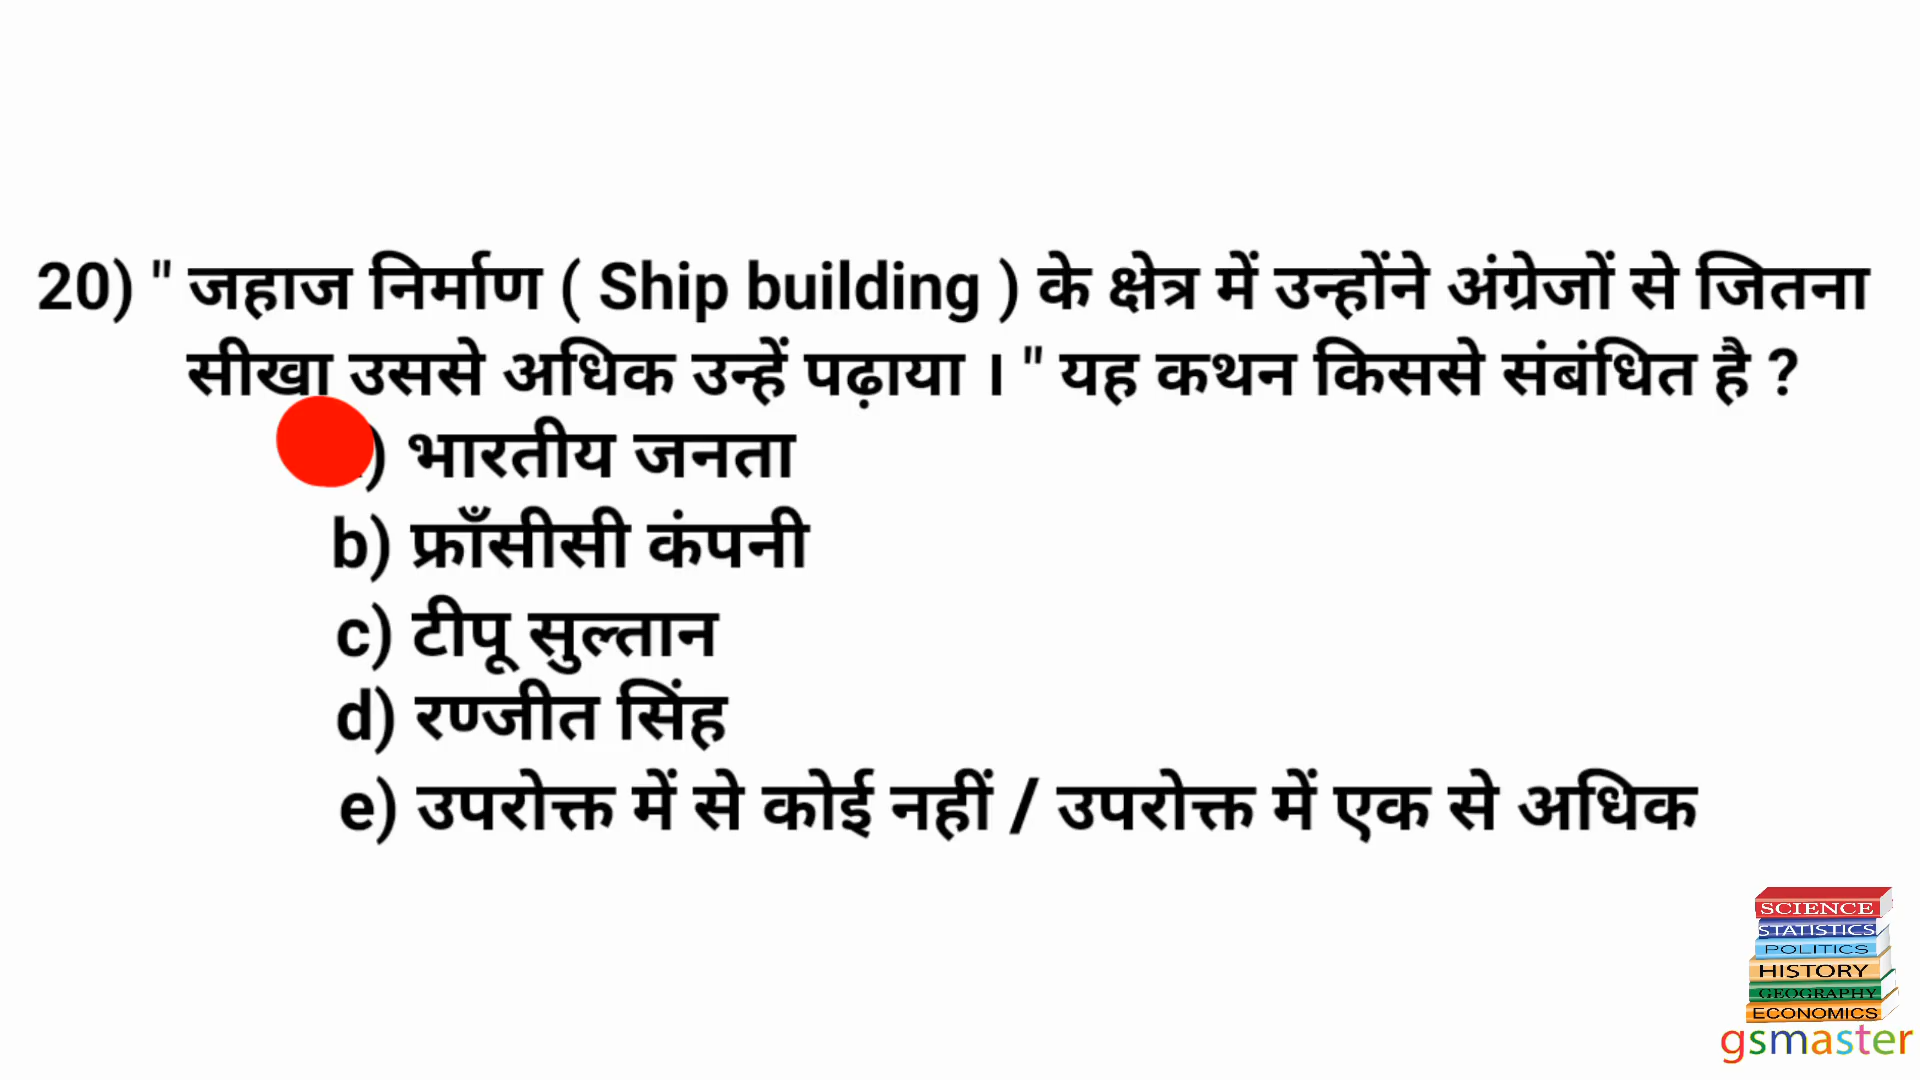 20) " जहाज निर्माण ( Ship building ) के क्षेत्र में उन्होंने अंग्रेजों से जितना
सीखा उससे अधिक उन्हें पढ़ाया । " यह कथन किससे संबंधित है ?
) भारतीय जनता
b) फ्राँसीसी कंपनी
c) टीपू सुल्तान
d) रण्जीत सिंह
e) उपरोक्त में से कोई नहीं / उपरोक्त में एक से अधिक
SCIENCE
STATISTICS
POLITICS
HISTORY
GEOGRAPHY
ECONOMICS
gsmaster